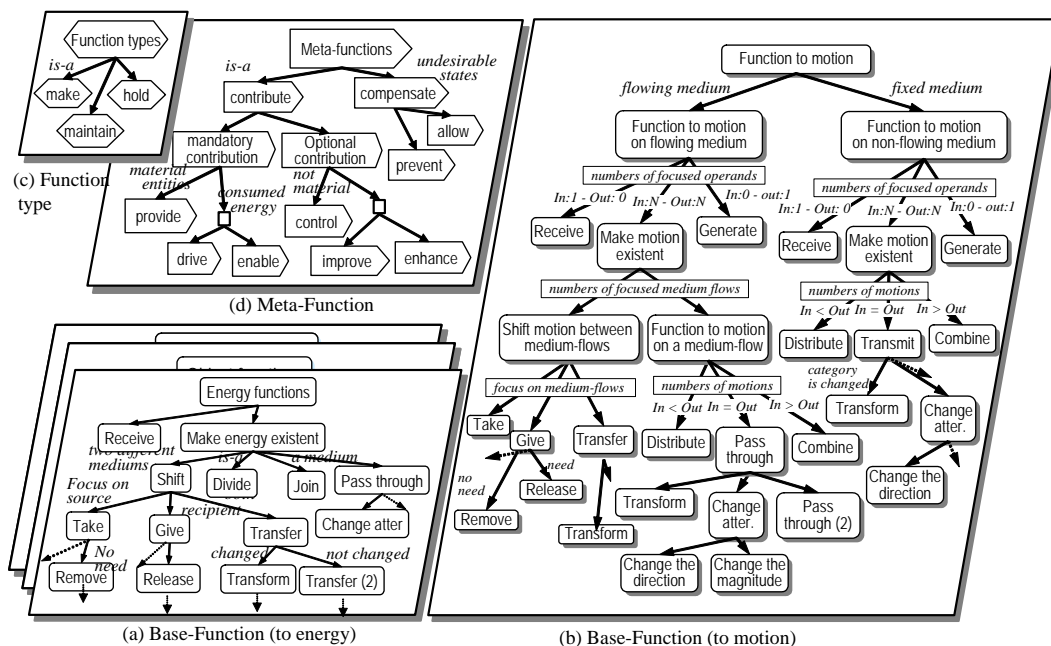 Function types
is-a
make
hold
maintain
(c) Function
type
Meta-functions
is-a
undesirable
states
contribute
compensate
allow
prevent
mandatory
contribution
Optional
contribution
material
entities
consumed
energy
not
material
provide
control
drive
enable
improve
enhance
(d) Meta-Function
Energy functions
Receive
Make energy existent
two different
mediums
is-a
a medium
Shift
Divide
Join
Pass through
Focus on
source
recipient
Take
Give
Transfer
Change atter
No
need
changed
not changed
Remove
Release
Transform
Transfer (2)
(a) Base-Function (to energy)
Function to motion
flowing medium
fixed medium
Function to motion
on flowing medium
Function to motion
on non-flowing medium
numbers of focused operands
In:1 - Out: 0
In:N - Out:N
In:0 - out:1
Receive
Make motion
existent
Generate
numbers of focused operands
In:1 - Out: 0
In:N - Out:N
In:0 - out:1
Receive
Make motion
existent
Generate
numbers of focused medium flows
numbers of motions
In < Out
In = Out
In > Out
Distribute
Transmit
Combine
category
is changed
Transform
Change
atter.
Change the
direction
Shift motion between
medium-flows
Function to motion
on a medium-flow
focus on medium-flows
numbers of motions
Take
Give
Transfer
no
need
need
Remove
Release
Transform
In < Out
In = Out
In > Out
Distribute
Pass
through
Combine
Transform
Change
atter.
Pass
through (2)
Change the
direction
Change the
magnitude
(b) Base-Function (to motion)